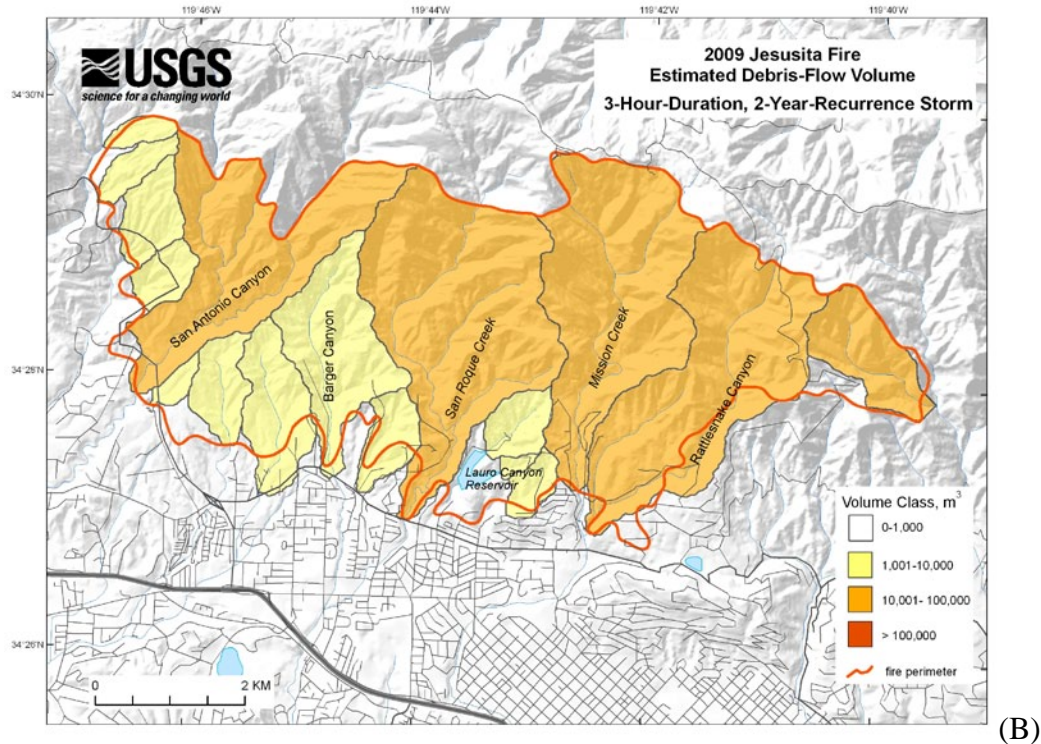 119°46'W
119°44'W
119°42'W
119°40'W
USGS
science for a changing world
2009 Jesusita Fire
Estimated Debris-Flow Volume
3-Hour-Duration, 2-Year-Recurrence Storm
34°30'N
34°28'N
34°26'N
San Antonio Canyon
Barger Canyon
San Roque Creek
Mission Creek
Rattlesnake Canyon
Lauro Canyon
Reservoir
Volume Class, m³
0-1,000
1,001-10,000
10,001- 100,000
> 100,000
fire perimeter
0 2 KM
(B)